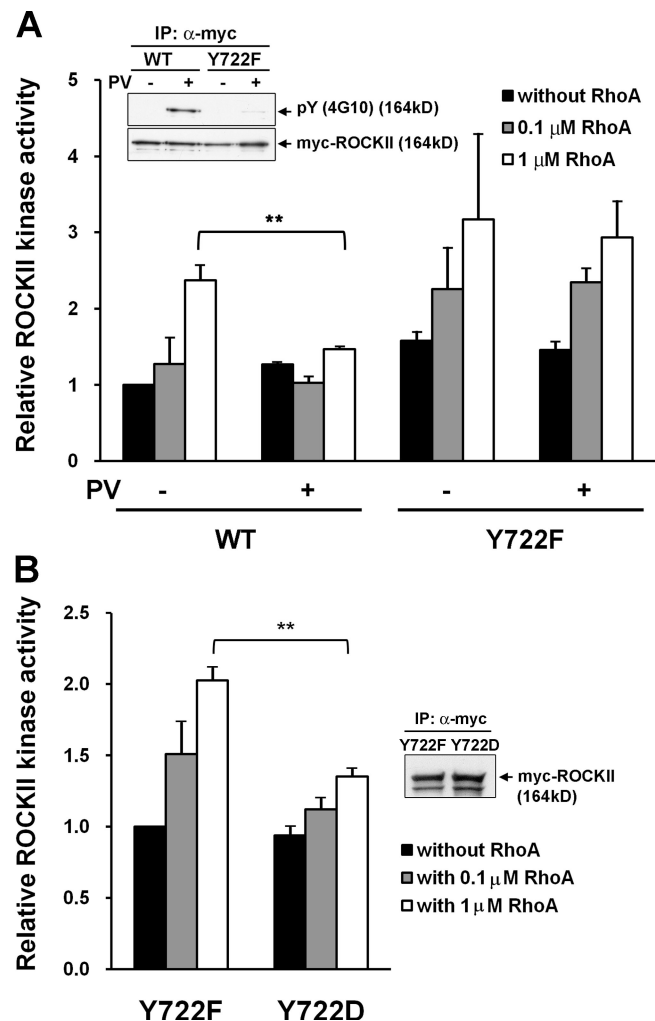 A
IP: α-myc
WT Y722F
PV - + - +
pY (4G10) (164kD)
myc-ROCKII (164kD)
without RhoA
0.1 μM RhoA
1 μM RhoA
Relative ROCKII kinase activity
5
4
3
2
1
0
**
PV - + - +
WT Y722F
B
Relative ROCKII kinase activity
2.5
2.0
1.5
1.0
0.5
0.0
**
IP: α-myc
Y722F Y722D
myc-ROCKII
(164kD)
without RhoA
with 0.1 μM RhoA
with 1 μM RhoA
Y722F Y722D